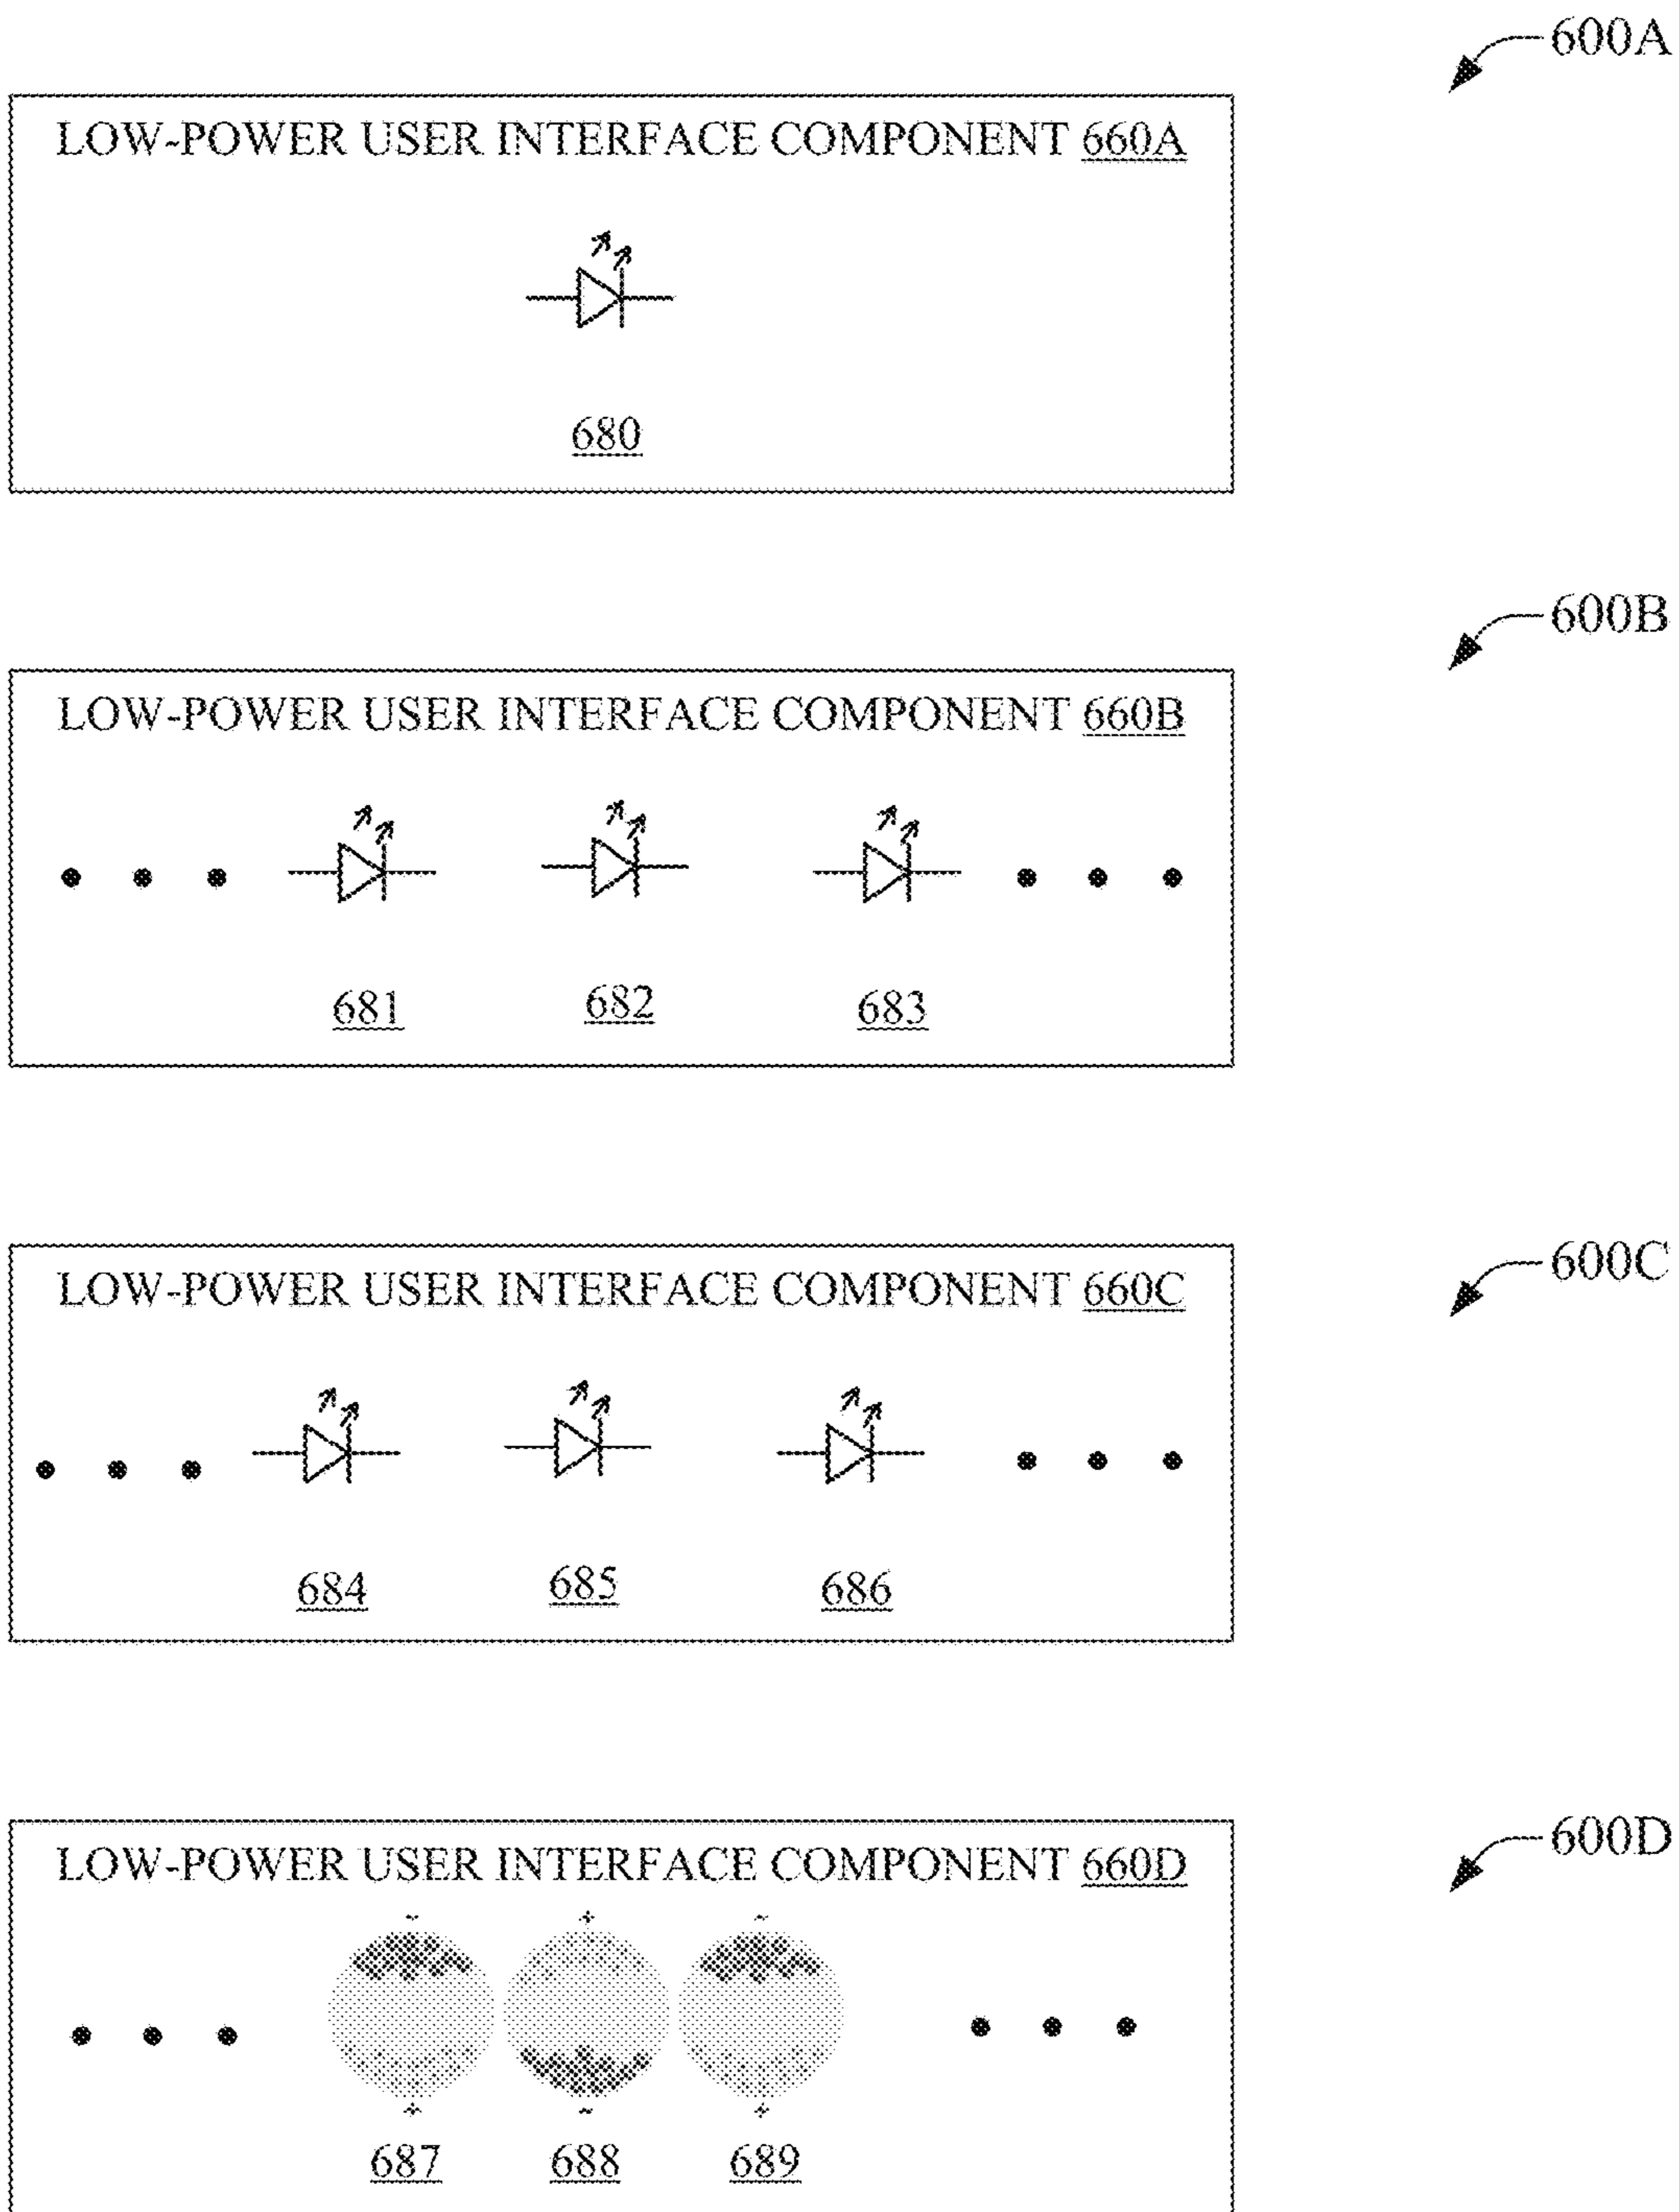 600A
LOW-POWER USER INTERFACE COMPONENT 660A
680
600B
LOW-POWER USER INTERFACE COMPONENT 660B
681 682 683
600C
LOW-POWER USER INTERFACE COMPONENT 660C
684 685 686
600D
LOW-POWER USER INTERFACE COMPONENT 660D
- + -
+ - +
687 688 689